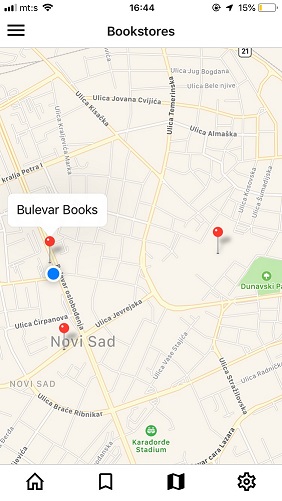 mt:s 16:44 15%
Bookstores
21
Ulica Jug Bogdana
Ulica Bele njive
Ulica Jovana Cvijića
Ulica Kisačka
Ulica Temerinska
Ulica Almaška
Ulica Kraljevića Marka
kralja Petra I
Ulica Kosovska
Ulica Šumadijska
Bulevar Books
Dunavski Pa
Bulevar oslobođenja
Ulica Ćirpanova
Ulica Jevrejska
Novi Sad
Ulica Vase Stajića
NOVI SAD
Ulica Stražilovska
Ulica Radničk
Ulica Braće Ribnikar
Karađorđe
Stadium
var cara Lazara